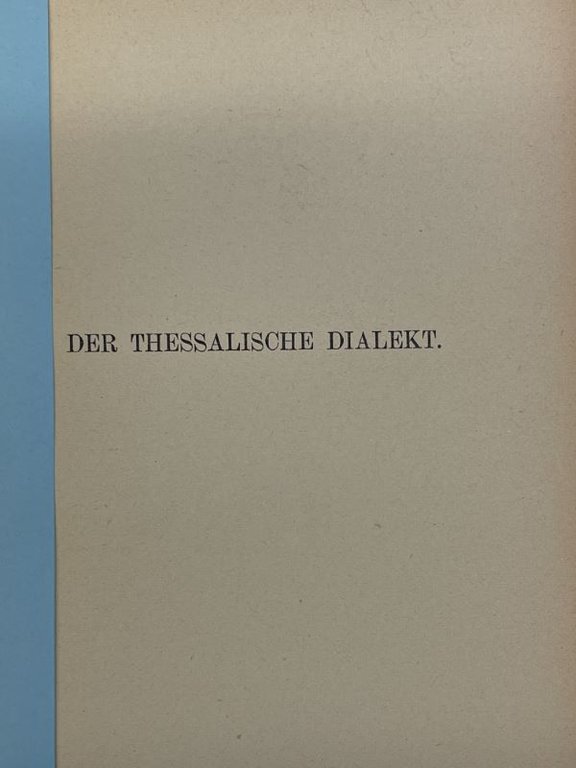 DER THESSALISCHE DIALEKT.